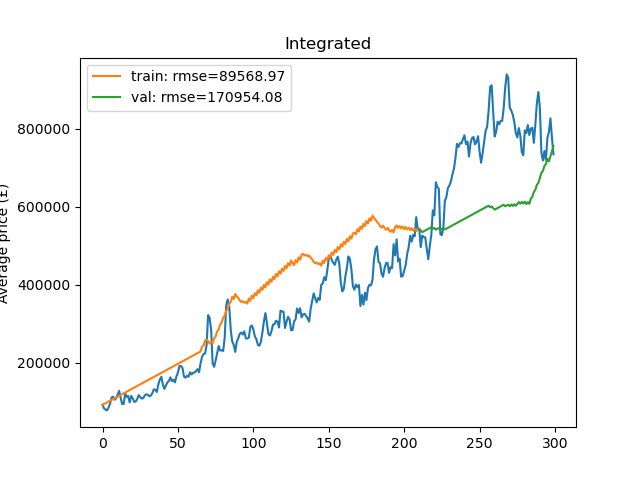 Integrated
train: rmse=89568.97
val: rmse=170954.08
800000
600000
400000
200000
Average price (£)
0
50
100
150
200
250
300